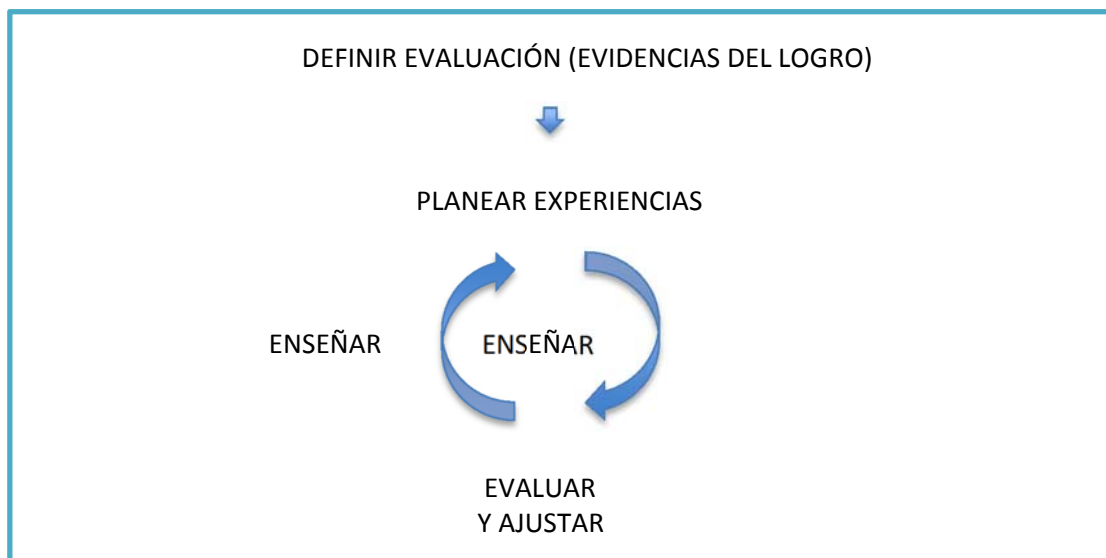 DEFINIR EVALUACIÓN (EVIDENCIAS DEL LOGRO)
PLANEAR EXPERIENCIAS
ENSEÑAR
ENSEÑAR
EVALUAR
Y AJUSTAR